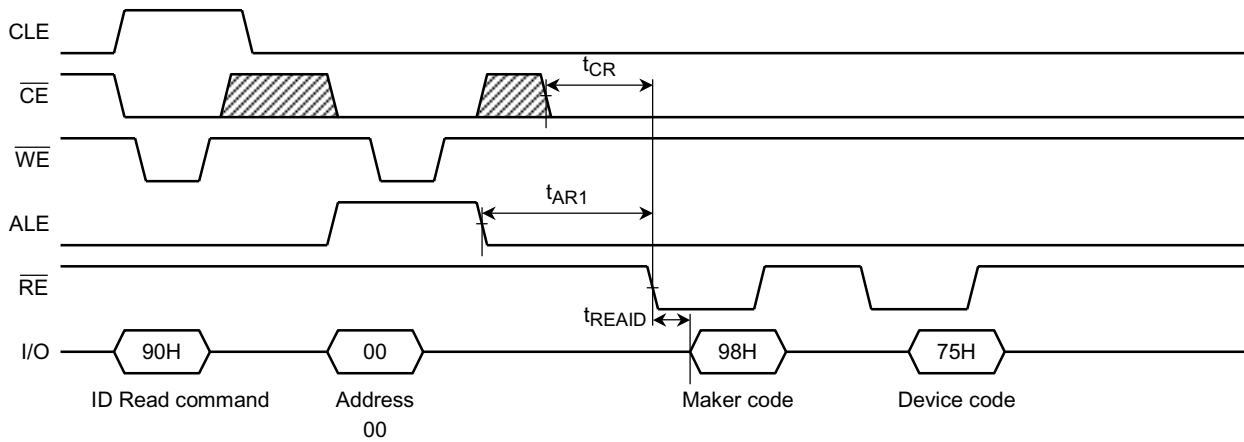 CLE
CE
tCR
WE
tAR1
ALE
RE
tREAID
I/O 90H 00 98H 75H
ID Read command Address Maker code Device code
00